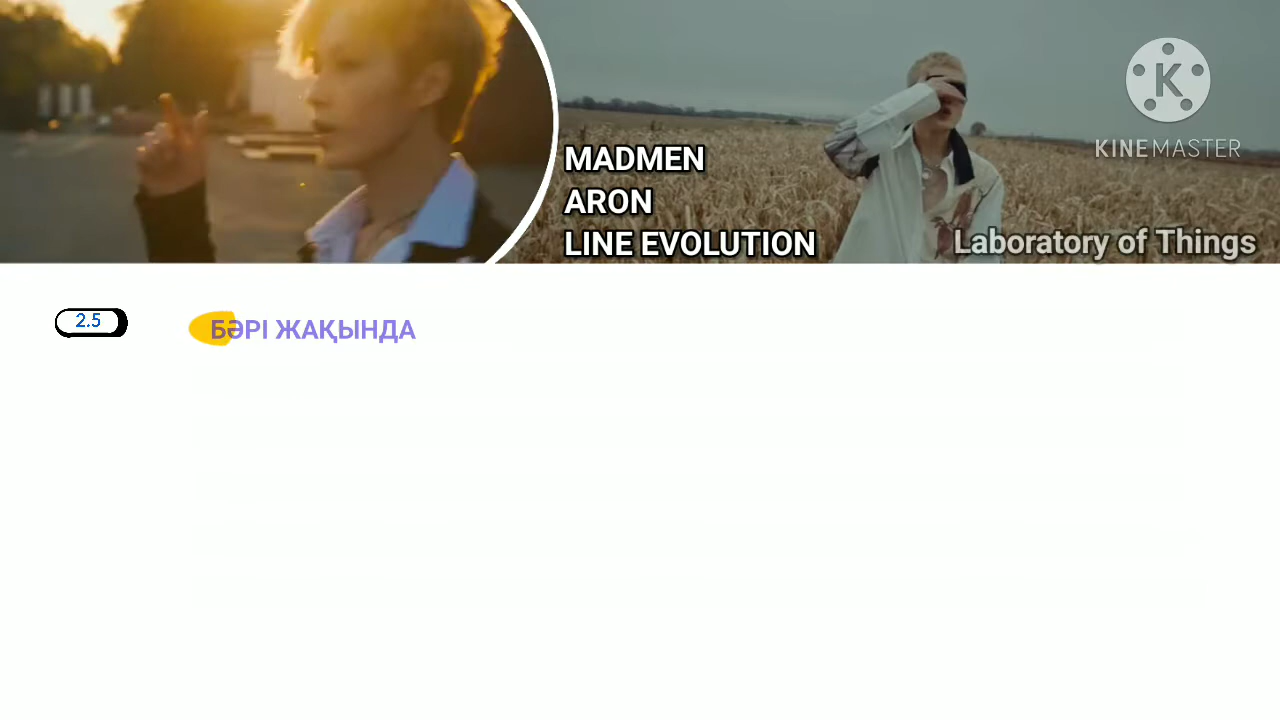 KINEMASTER
MADMEN
ARON
LINE EVOLUTION
Laboratory of Things
2.5
БӘРІ ЖАҚЫНДА